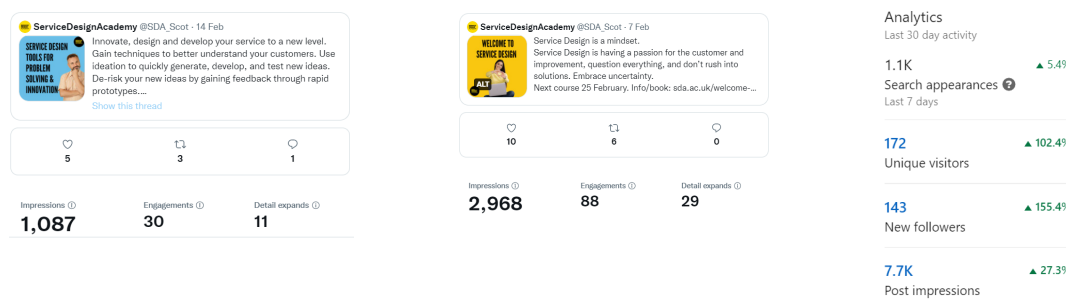 ServiceDesignAcademy @SDA_Scot · 14 Feb
SERVICE DESIGN
TOOLS FOR
PROBLEM
SOLVING &
INNOVATION
Innovate, design and develop your service to a new level.
Gain techniques to better understand your customers. Use
ideation to quickly generate, develop, and test new ideas.
De-risk your new ideas by gaining feedback through rapid
prototypes....
Show this thread
5 3 1
Impressions Engagements Detail expands
1,087 30 11
ServiceDesignAcademy @SDA_Scot · 7 Feb
WELCOME TO
SERVICE DESIGN
ALT
Service Design is a mindset.
Service Design is having a passion for the customer and
improvement, question everything, and don't rush into
solutions. Embrace uncertainty.
Next course 25 February. Info/book: sda.ac.uk/welcome-...
10 6 0
Impressions Engagements Detail expands
2,968 88 29
Analytics
Last 30 day activity
1.1K ▲ 5.4%
Search appearances ?
Last 7 days
172 ▲ 102.4%
Unique visitors
143 ▲ 155.4%
New followers
7.7K ▲ 27.3%
Post impressions